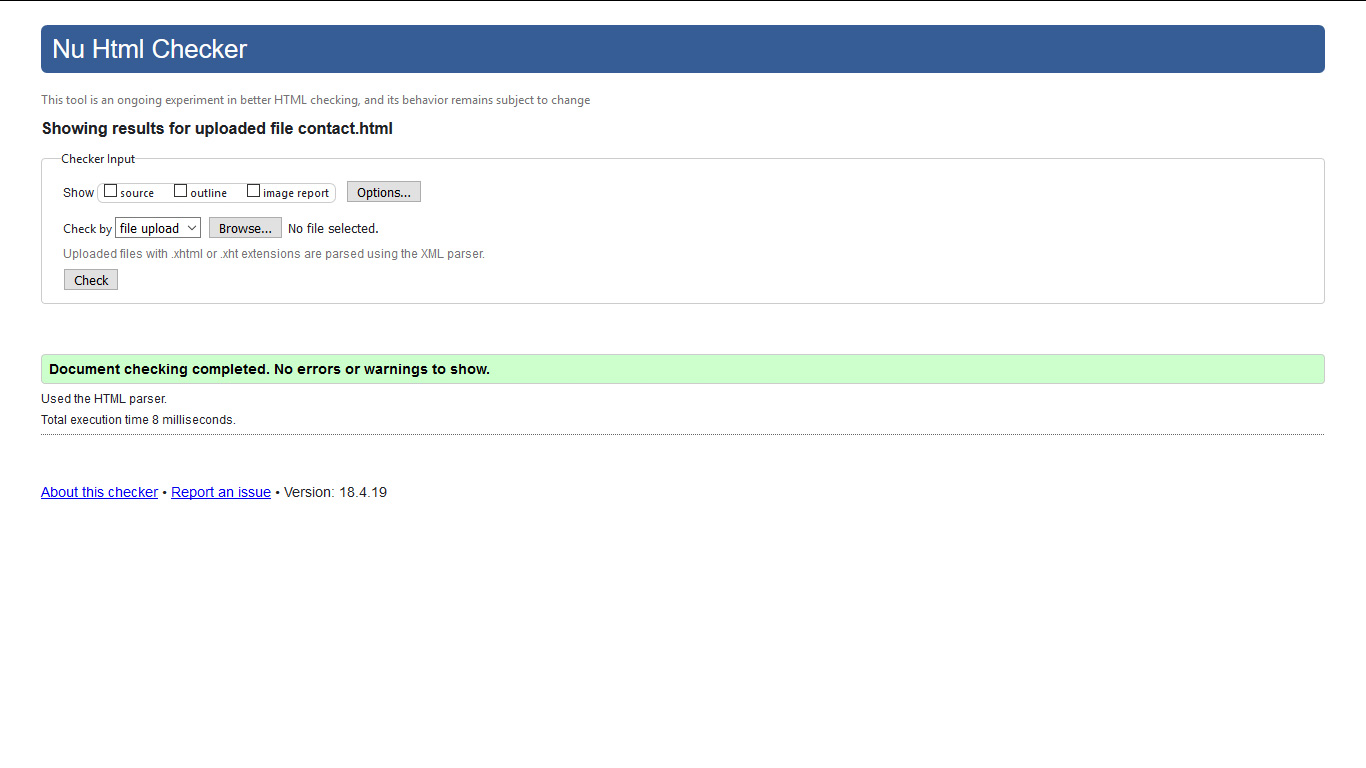 Nu Html Checker
This tool is an ongoing experiment in better HTML checking, and its behavior remains subject to change
Showing results for uploaded file contact.html
Checker Input
Show source outline image report Options...
Check by file upload Browse... No file selected.
Uploaded files with .xhtml or .xht extensions are parsed using the XML parser.
Check
Document checking completed. No errors or warnings to show.
Used the HTML parser.
Total execution time 8 milliseconds.
About this checker • Report an issue • Version: 18.4.19